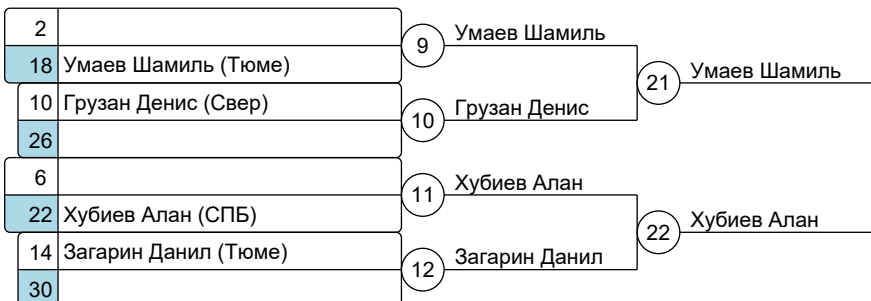 2
18 Умаев Шамиль (Тюме)
10 Грузан Денис (Свер)
26
6
22 Хубиев Алан (СПБ)
14 Загарин Данил (Тюме)
30
9 Умаев Шамиль
10 Грузан Денис
11 Хубиев Алан
12 Загарин Данил
21 Умаев Шамиль
22 Хубиев Алан